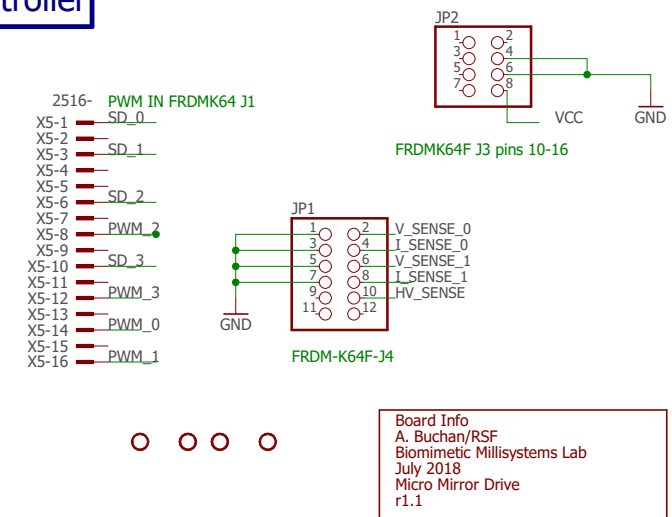 troller
JP2
1 2
3 4
5 6
7 8
VCC
GND
FRDMK64F J3 pins 10-16
2516- PWM IN FRDMK64 J1
X5-1 SD_0
X5-2
X5-3 SD_1
X5-4
X5-5
X5-6 SD_2
X5-7
X5-8 PWM_2
X5-9
X5-10 SD_3
X5-11
X5-12 PWM_3
X5-13
X5-14 PWM_0
X5-15
X5-16 PWM_1
JP1
1 2 V_SENSE_0
3 4 I_SENSE_0
5 6 V_SENSE_1
7 8 I_SENSE_1
9 10 HV_SENSE
11 12
GND
FRDM-K64F-J4
Board Info
A. Buchan/RSF
Biomimetic Millisystems Lab
July 2018
Micro Mirror Drive
r1.1